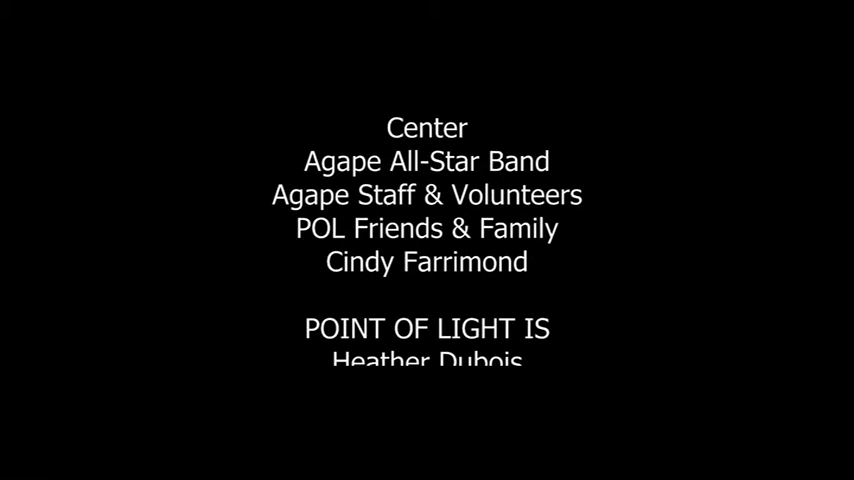 Center
Agape All-Star Band
Agape Staff & Volunteers
POL Friends & Family
Cindy Farrimond
POINT OF LIGHT IS
Heather Dubois